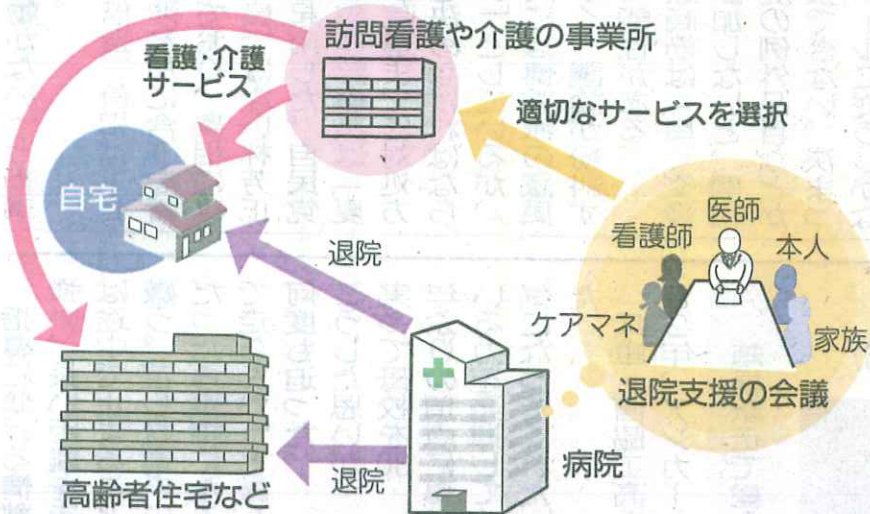 訪問看護や介護の事業所
看護・介護
サービス
適切なサービスを選択
自宅
医師
看護師
本人
退院
ケアマネ
家族
退院支援の会議
病院
退院
高齢者住宅など